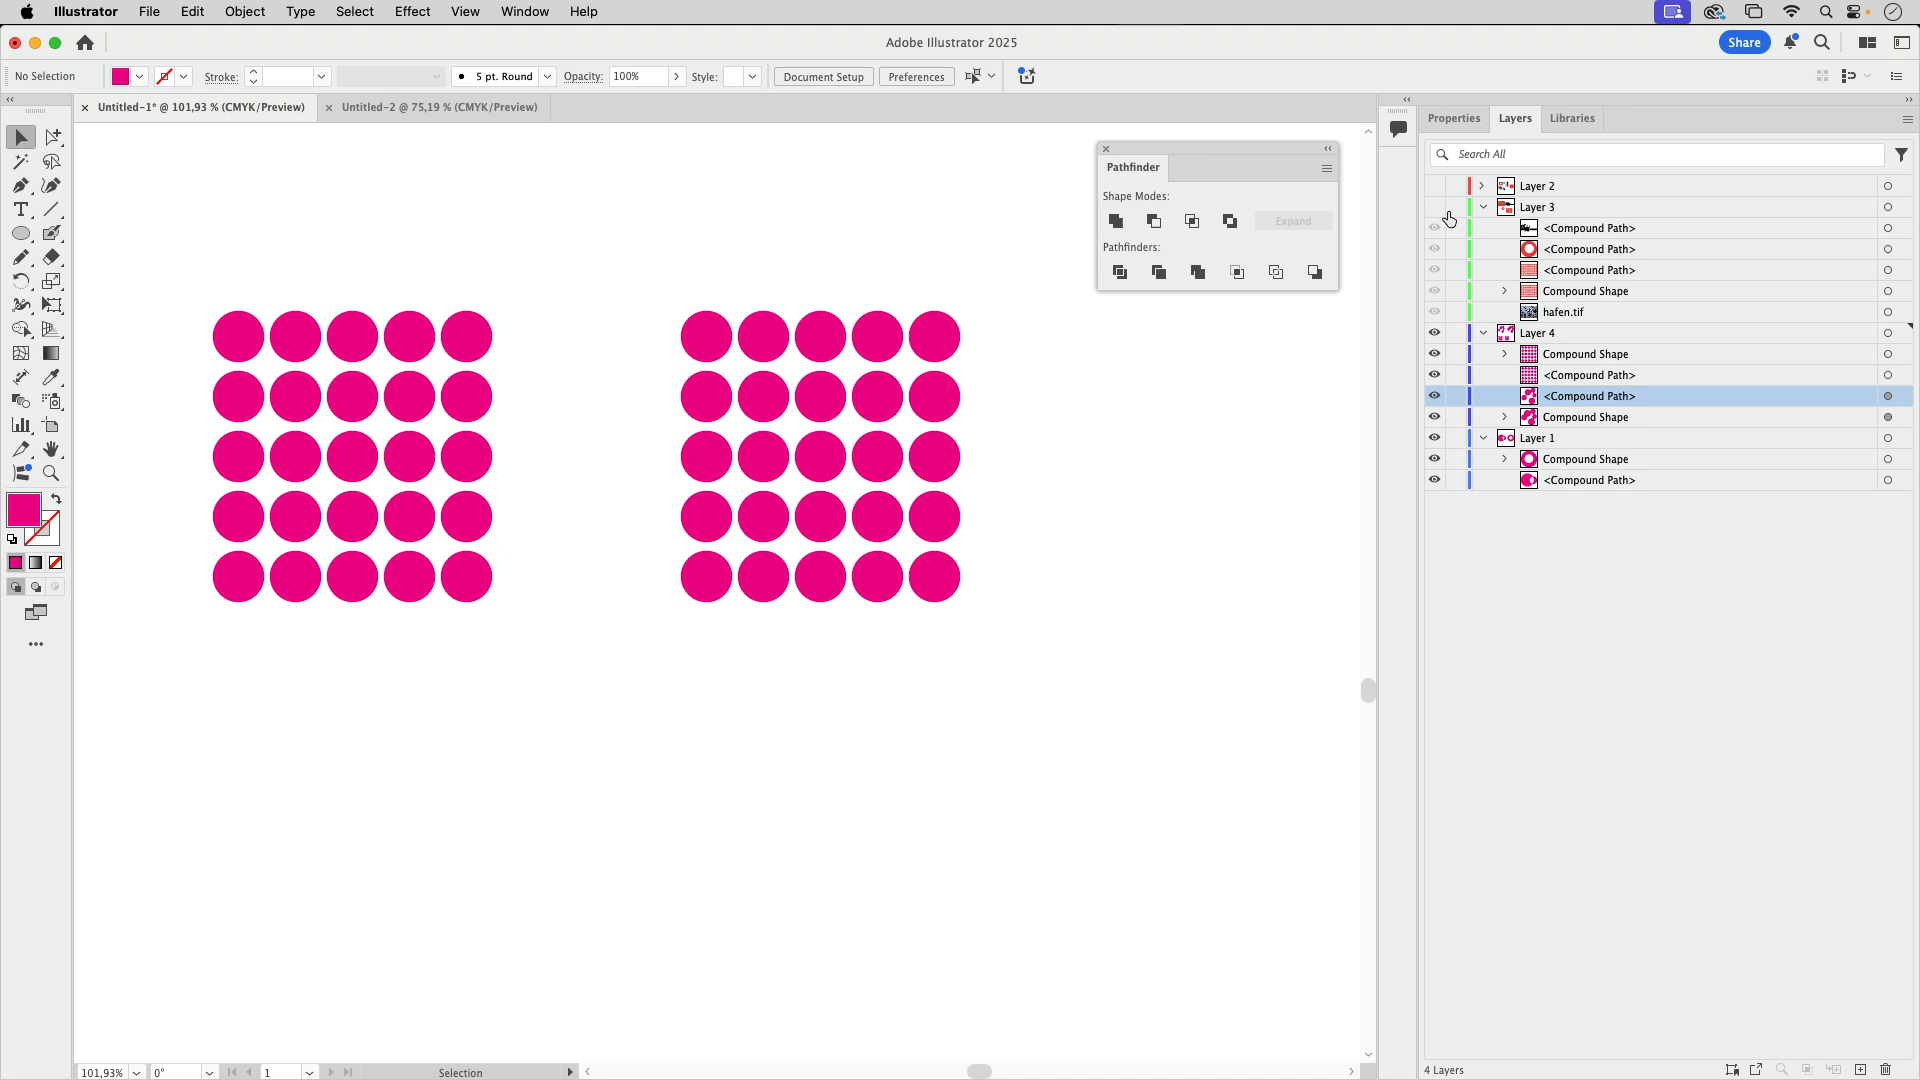 Illustrator File Edit Object Type Select Effect View Window Help
Adobe Illustrator 2025
Share
No Selection Stroke: 5 pt. Round Opacity: 100% Style: Document Setup Preferences
Untitled-1* @ 101,93 % (CMYK/Preview) Untitled-2 @ 75,19 % (CMYK/Preview)
Properties Layers Libraries
Search All
Pathfinder
Shape Modes:
Expand
Pathfinders:
Layer 2
Layer 3
<Compound Path>
<Compound Path>
<Compound Path>
Compound Shape
hafen.tif
Layer 4
Compound Shape
<Compound Path>
<Compound Path>
Compound Shape
Layer 1
Compound Shape
<Compound Path>
101,93% 0° 1 Selection
4 Layers